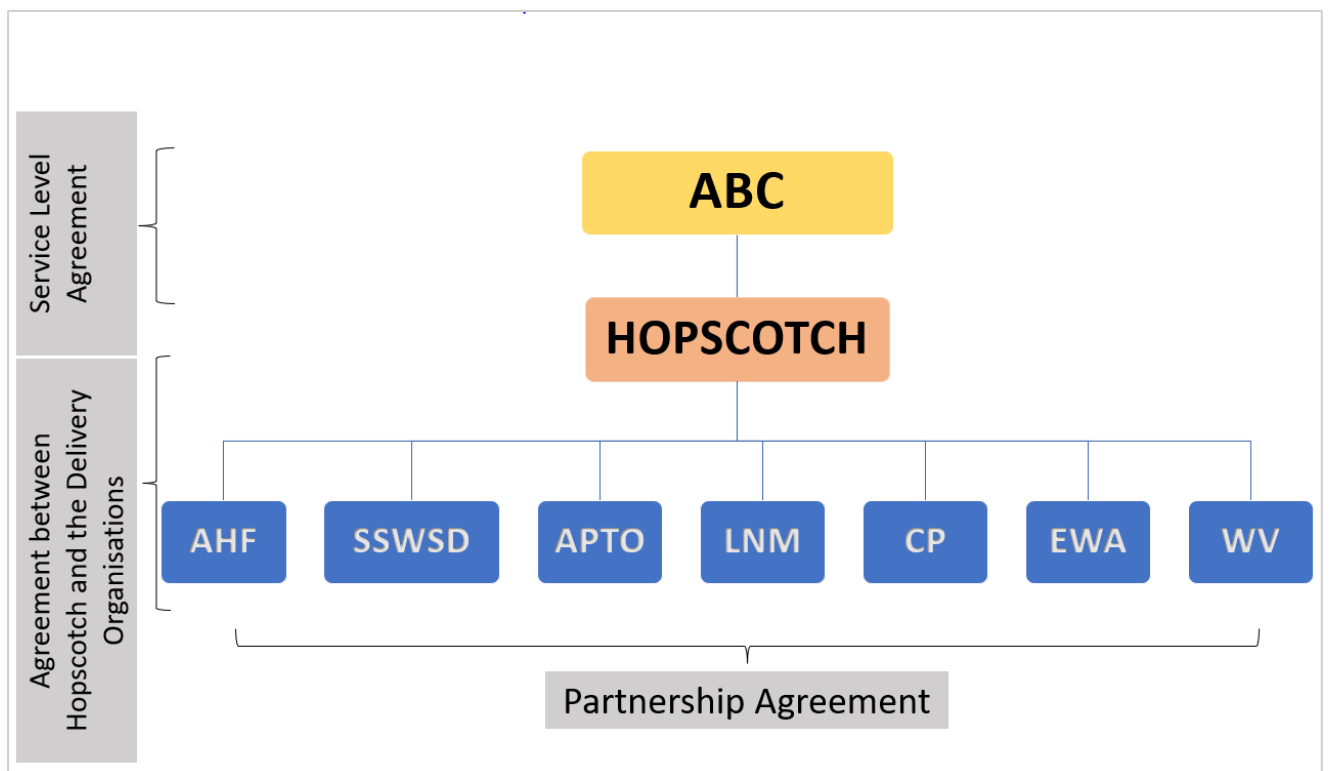 Service Level
Agreement
ABC
HOPSCOTCH
Agreement between
Hopscotch and the Delivery
Organisations
AHF
SSWSD
APTO
LNM
CP
EWA
WV
Partnership Agreement